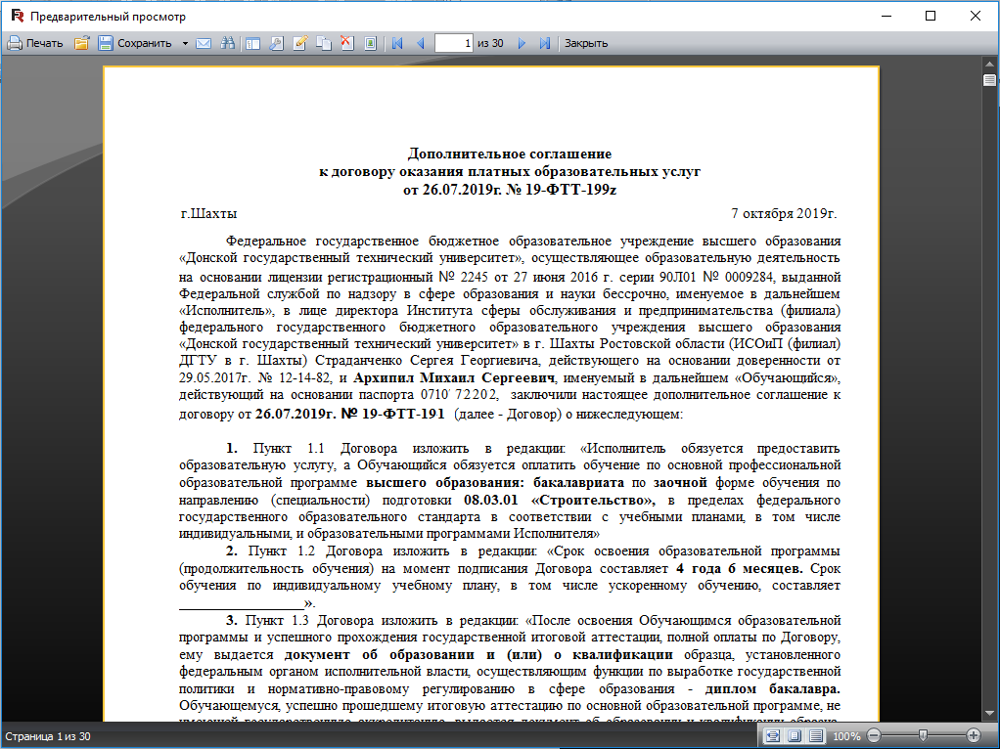 Предварительный просмотр
Печать Сохранить 1 из 30 Закрыть
Дополнительное соглашение
к договору оказания платных образовательных услуг
от 26.07.2019г. № 19-ФТТ-199z
г.Шахты 7 октября 2019г.
Федеральное государственное бюджетное образовательное учреждение высшего образования
«Донской государственный технический университет», осуществляющее образовательную деятельность
на основании лицензии регистрационный № 2245 от 27 июня 2016 г. серии 90Л01 № 0009284, выданной
Федеральной службой по надзору в сфере образования и науки бессрочно, именуемое в дальнейшем
«Исполнитель», в лице директора Института сферы обслуживания и предпринимательства (филиала)
федерального государственного бюджетного образовательного учреждения высшего образования
«Донской государственный технический университет» в г. Шахты Ростовской области (ИСОиП (филиал)
ДГТУ в г. Шахты) Страданченко Сергея Георгиевича, действующего на основании доверенности от
29.05.2017г. № 12-14-82, и Архипил Михаил Сергеевич, именуемый в дальнейшем «Обучающийся»,
действующий на основании паспорта 0710 72202, заключили настоящее дополнительное соглашение к
договору от 26.07.2019г. № 19-ФТТ-191 (далее - Договор) о нижеследующем:
1. Пункт 1.1 Договора изложить в редакции: «Исполнитель обязуется предоставить
образовательную услугу, а Обучающийся обязуется оплатить обучение по основной профессиональной
образовательной программе высшего образования: бакалавриата по заочной форме обучения по
направлению (специальности) подготовки 08.03.01 «Строительство», в пределах федерального
государственного образовательного стандарта в соответствии с учебными планами, в том числе
индивидуальными, и образовательными программами Исполнителя»
2. Пункт 1.2 Договора изложить в редакции: «Срок освоения образовательной программы
(продолжительность обучения) на момент подписания Договора составляет 4 года 6 месяцев. Срок
обучения по индивидуальному учебному плану, в том числе ускоренному обучению, составляет
__________________».
3. Пункт 1.3 Договора изложить в редакции: «После освоения Обучающимся образовательной
программы и успешного прохождения государственной итоговой аттестации, полной оплаты по Договору,
ему выдается документ об образовании и (или) о квалификации образца, установленного
федеральным органом исполнительной власти, осуществляющим функции по выработке государственной
политики и нормативно-правовому регулированию в сфере образования - диплом бакалавра.
Обучающемуся, успешно прошедшему итоговую аттестацию по основной образовательной программе, не
имеющей государственную аккредитацию, выдается документ об образовании и квалификации образца,
Страница 1 из 30 100%